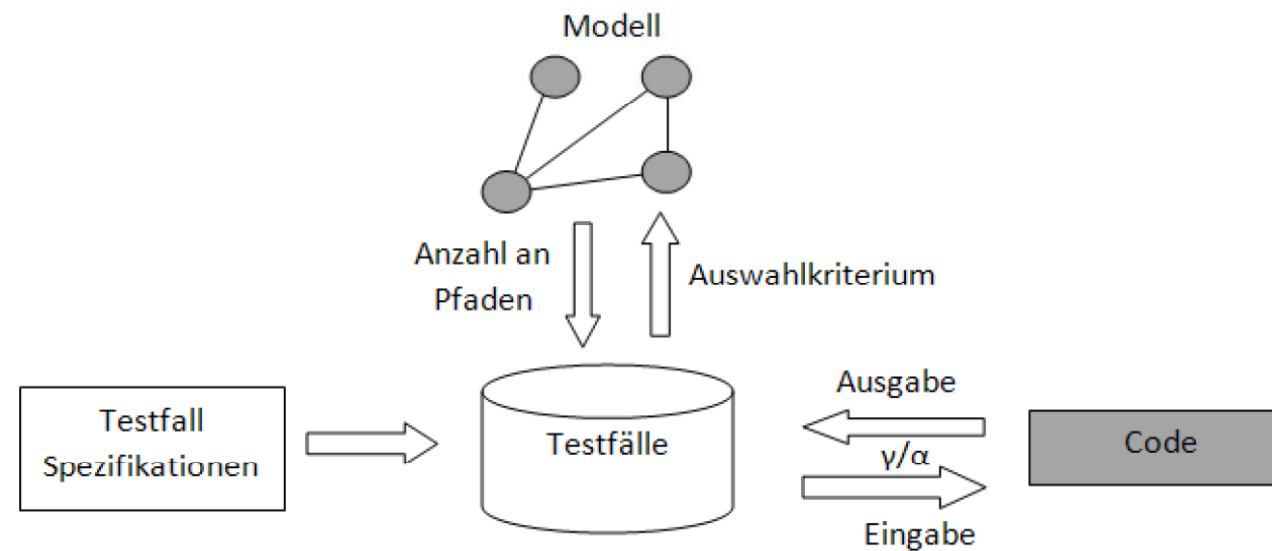 Modell
Anzahl an
Pfaden
Auswahlkriterium
Testfall
Spezifikationen
Testfälle
Ausgabe
γ/α
Eingabe
Code